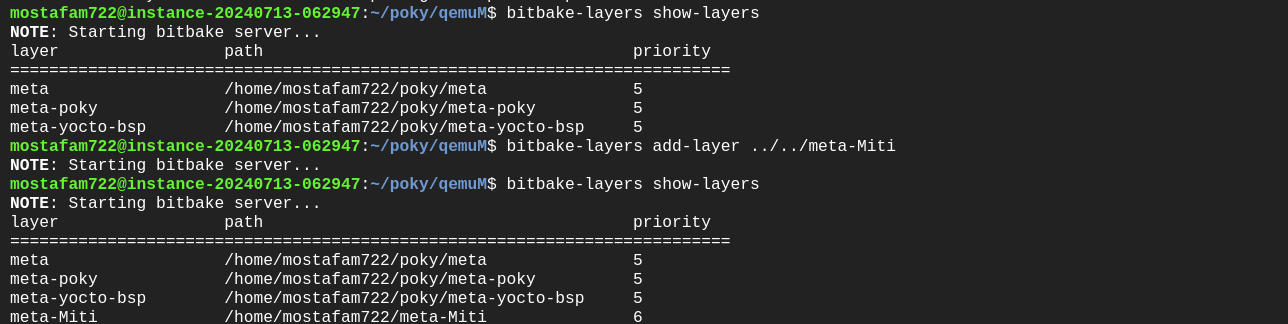 mostafam722@instance-20240713-062947:~/poky/qemuM$ bitbake-layers show-layers
NOTE: Starting bitbake server...
layer                 path                                      priority
==========================================================================
meta                  /home/mostafam722/poky/meta               5
meta-poky             /home/mostafam722/poky/meta-poky          5
meta-yocto-bsp        /home/mostafam722/poky/meta-yocto-bsp     5
mostafam722@instance-20240713-062947:~/poky/qemuM$ bitbake-layers add-layer ../../meta-Miti
NOTE: Starting bitbake server...
mostafam722@instance-20240713-062947:~/poky/qemuM$ bitbake-layers show-layers
NOTE: Starting bitbake server...
layer                 path                                      priority
==========================================================================
meta                  /home/mostafam722/poky/meta               5
meta-poky             /home/mostafam722/poky/meta-poky          5
meta-yocto-bsp        /home/mostafam722/poky/meta-yocto-bsp     5
meta-Miti             /home/mostafam722/meta-Miti               6